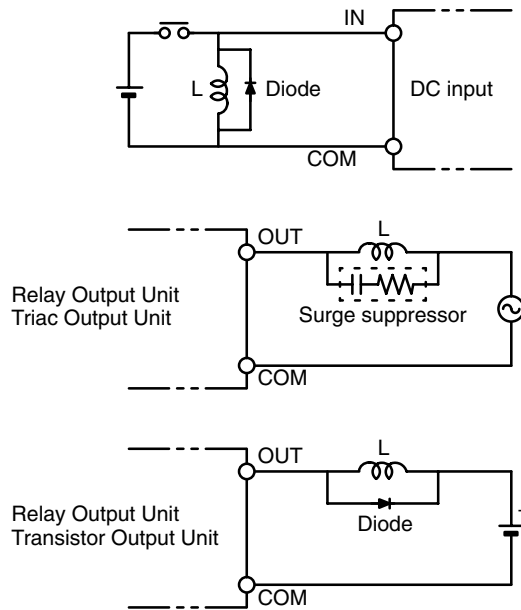 IN
L
Diode
DC input
COM
OUT
L
Relay Output Unit
Triac Output Unit
Surge suppressor
COM
OUT
L
Relay Output Unit
Transistor Output Unit
Diode
+
COM